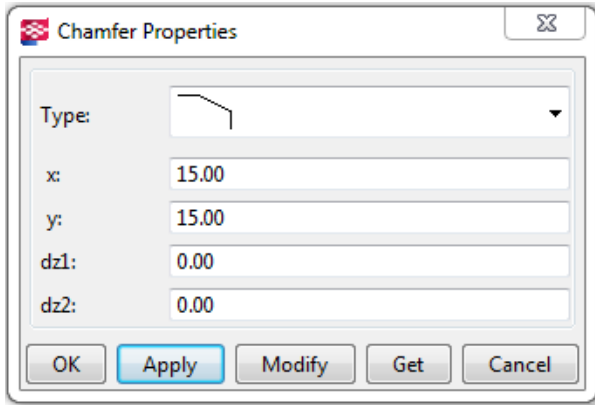 Chamfer Properties
Type:
x: 15.00
y: 15.00
dz1: 0.00
dz2: 0.00
OK Apply Modify Get Cancel